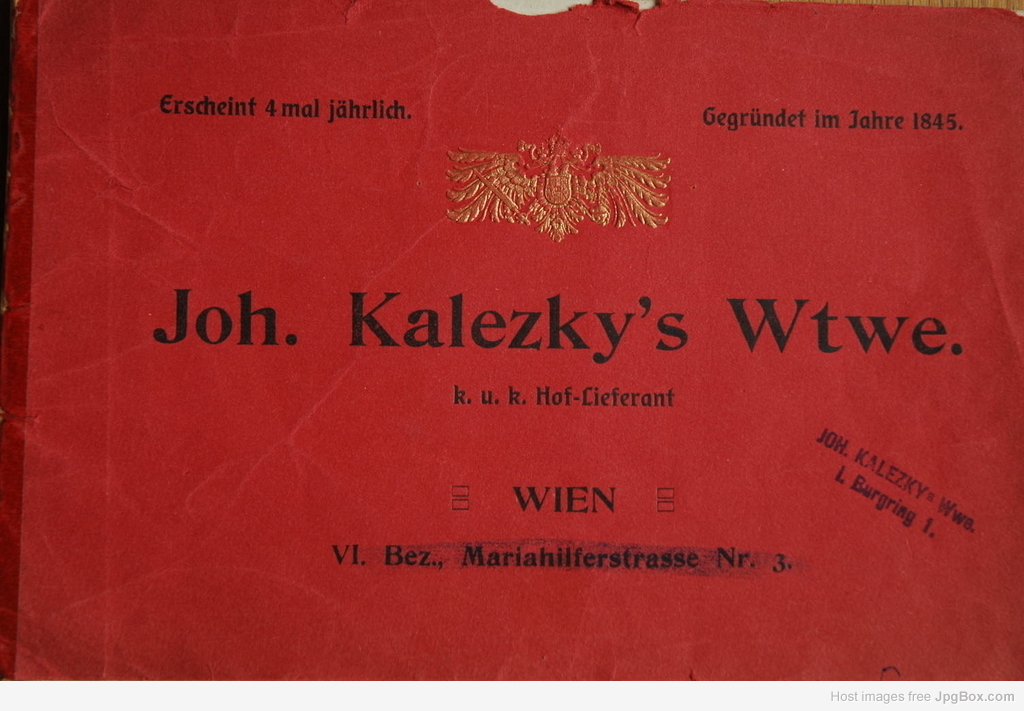 Erscheint 4 mal jährlich.
Gegründet im Jahre 1845.
Joh. Kalezky's Wtwe.
k. u. k. Hof-Lieferant
WIEN
JOH. KALEZKY's Wwe.
I. Burgring 1.
VI. Bez., Mariahilferstrasse Nr. 3.
Host images free JpgBox.com